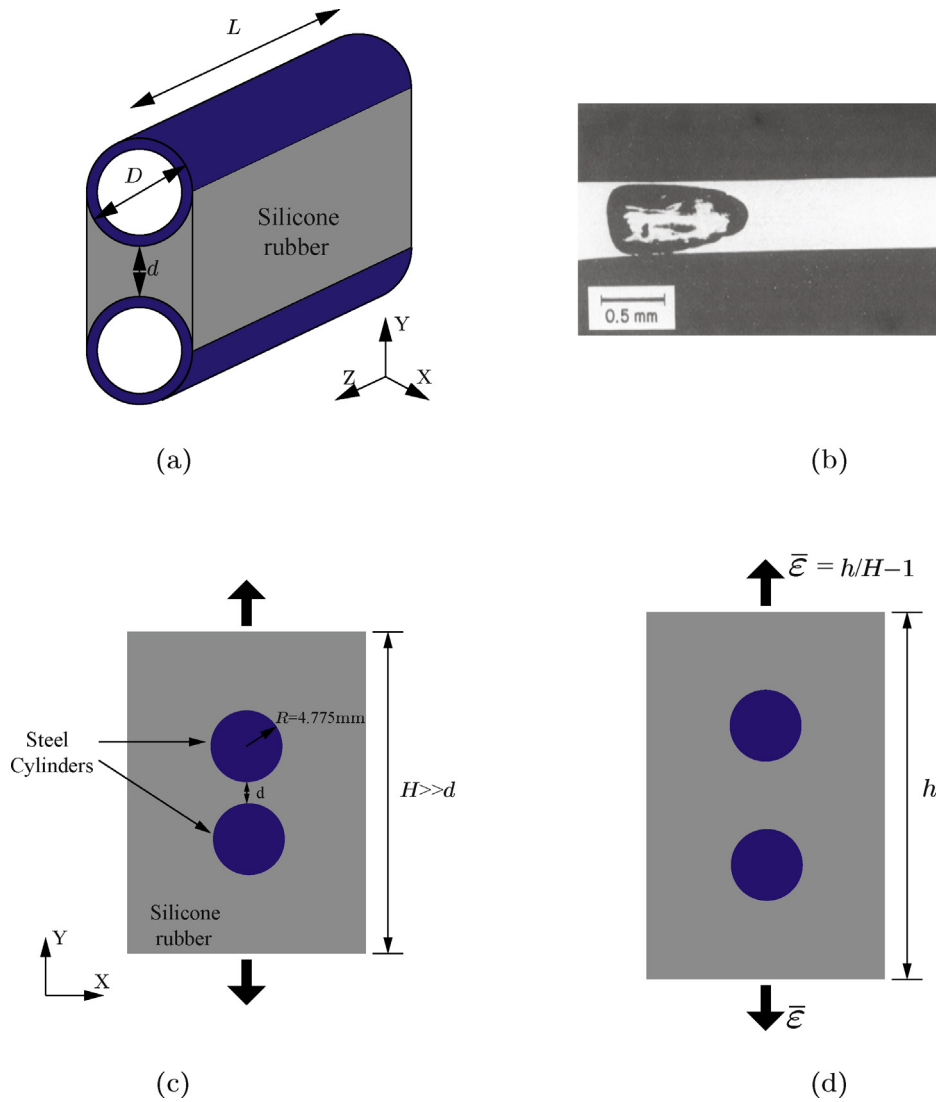 L
D
Silicone
rubber
d
Y
Z
X
0.5 mm
(a)
(b)
ε̅ = h/H−1
R=4.775mm
Steel
Cylinders
d
H>>d
h
Silicone
rubber
Y
X
ε̅
(c)
(d)